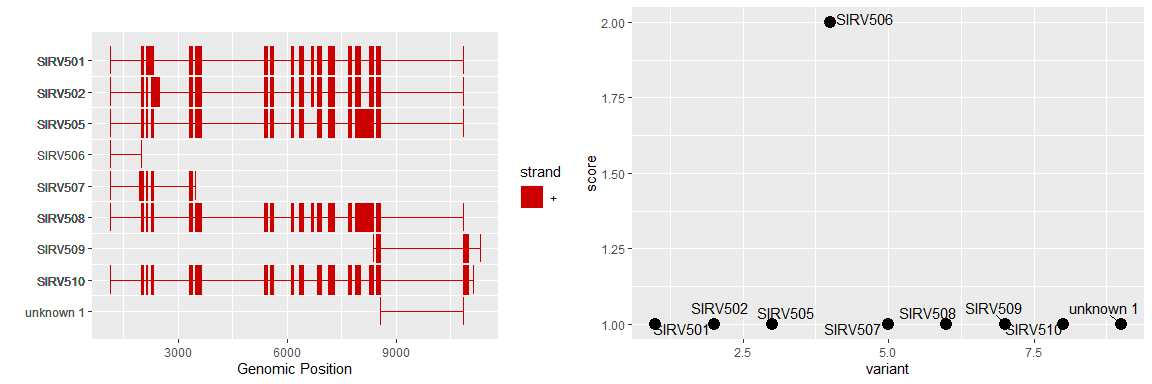 SIRV501
SIRV502
SIRV505
SIRV506
SIRV507
SIRV508
SIRV509
SIRV510
unknown 1
3000 6000 9000
Genomic Position
strand
+
2.00
1.75
1.50
1.25
1.00
score
SIRV506
SIRV502 SIRV505 SIRV508 SIRV509 unknown 1
SIRV501 SIRV507 SIRV510
2.5 5.0 7.5
variant